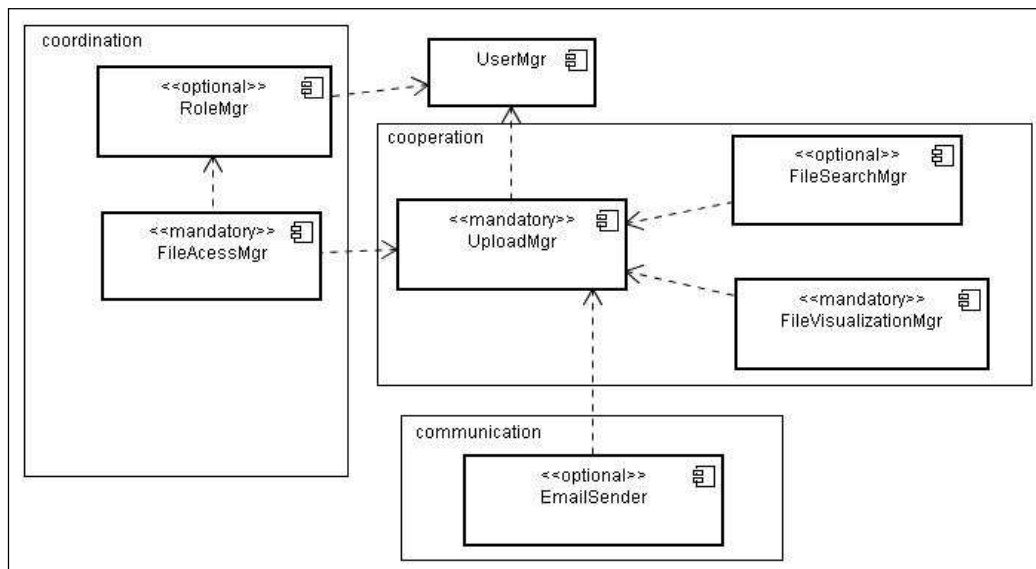 coordination
<<optional>>
RoleMgr
<<mandatory>>
FileAcessMgr
UserMgr
cooperation
<<mandatory>>
UploadMgr
<<optional>>
FileSearchMgr
<<mandatory>>
FileVisualizationMgr
communication
<<optional>>
EmailSender